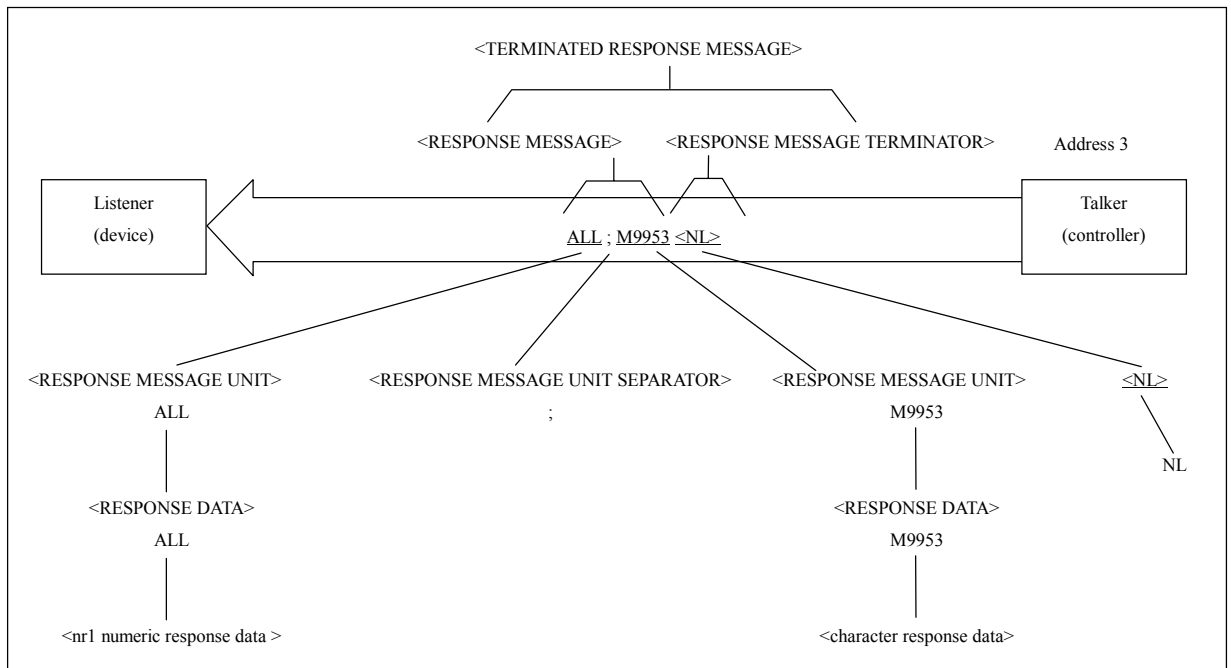 <TERMINATED RESPONSE MESSAGE>
<RESPONSE MESSAGE> <RESPONSE MESSAGE TERMINATOR> Address 3
Listener Talker
(device) ALL ; M9953 <NL> (controller)
<RESPONSE MESSAGE UNIT> <RESPONSE MESSAGE UNIT SEPARATOR> <RESPONSE MESSAGE UNIT> <NL>
ALL ; M9953
NL
<RESPONSE DATA> <RESPONSE DATA>
ALL M9953
<nr1 numeric response data > <character response data>